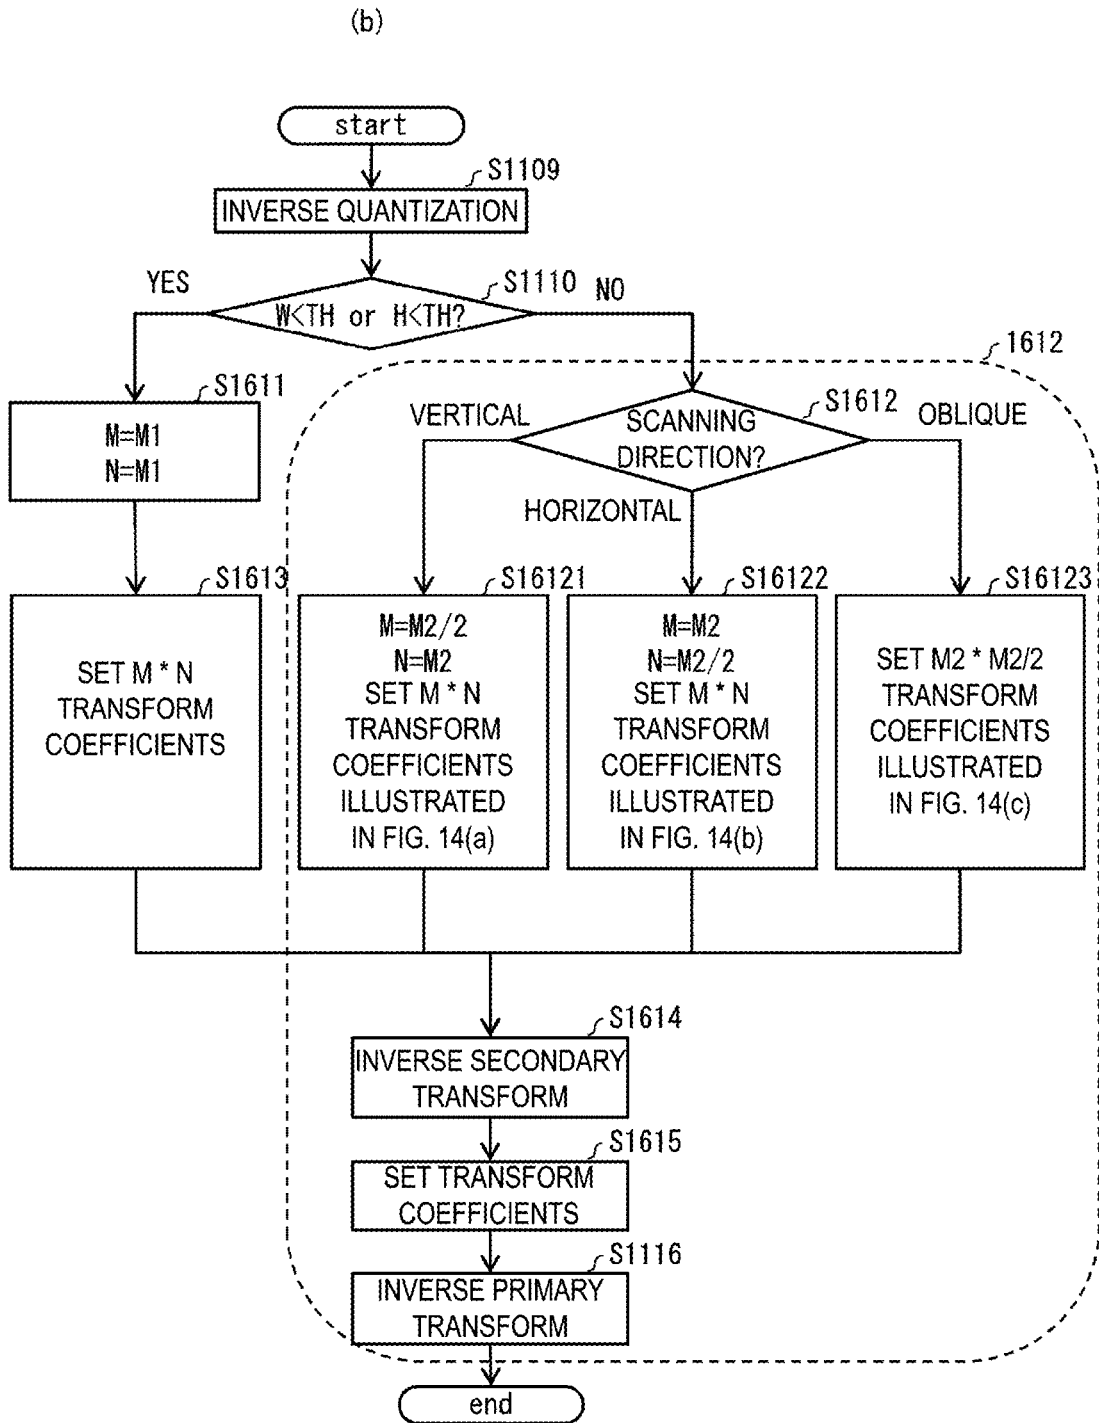 (b)
start
S1109
INVERSE QUANTIZATION
S1110
YES
NO
W<TH or H<TH?
1612
S1611
M=M1
N=M1
S1612
VERTICAL
SCANNING
DIRECTION?
OBLIQUE
HORIZONTAL
S1613
SET M * N
TRANSFORM
COEFFICIENTS
S16121
M=M2/2
N=M2
SET M * N
TRANSFORM
COEFFICIENTS
ILLUSTRATED
IN FIG. 14(a)
S16122
M=M2
N=M2/2
SET M * N
TRANSFORM
COEFFICIENTS
ILLUSTRATED
IN FIG. 14(b)
S16123
SET M2 * M2/2
TRANSFORM
COEFFICIENTS
ILLUSTRATED
IN FIG. 14(c)
S1614
INVERSE SECONDARY
TRANSFORM
S1615
SET TRANSFORM
COEFFICIENTS
S1116
INVERSE PRIMARY
TRANSFORM
end